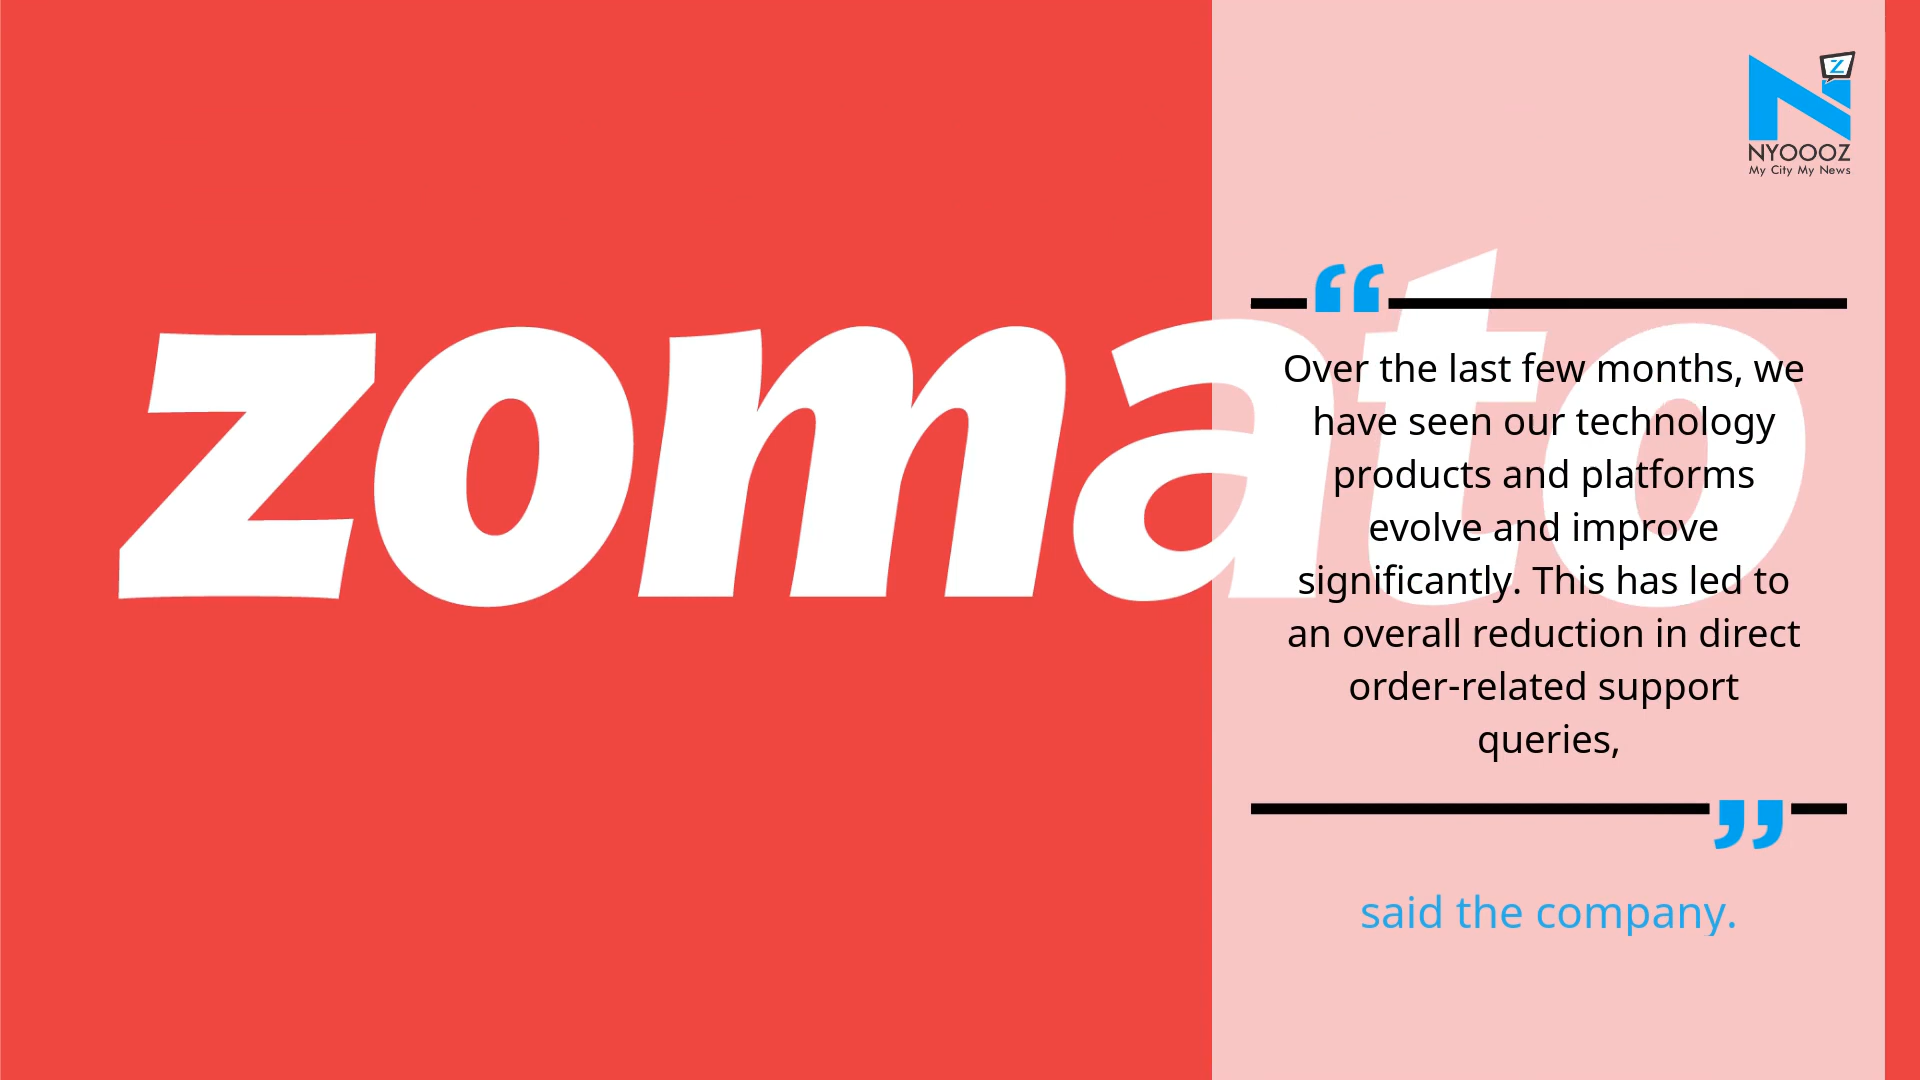 Z
NYOOOZ
My City My News
zomato
“
Over the last few months, we
have seen our technology
products and platforms
evolve and improve
significantly. This has led to
an overall reduction in direct
order-related support
queries,
”
said the company.